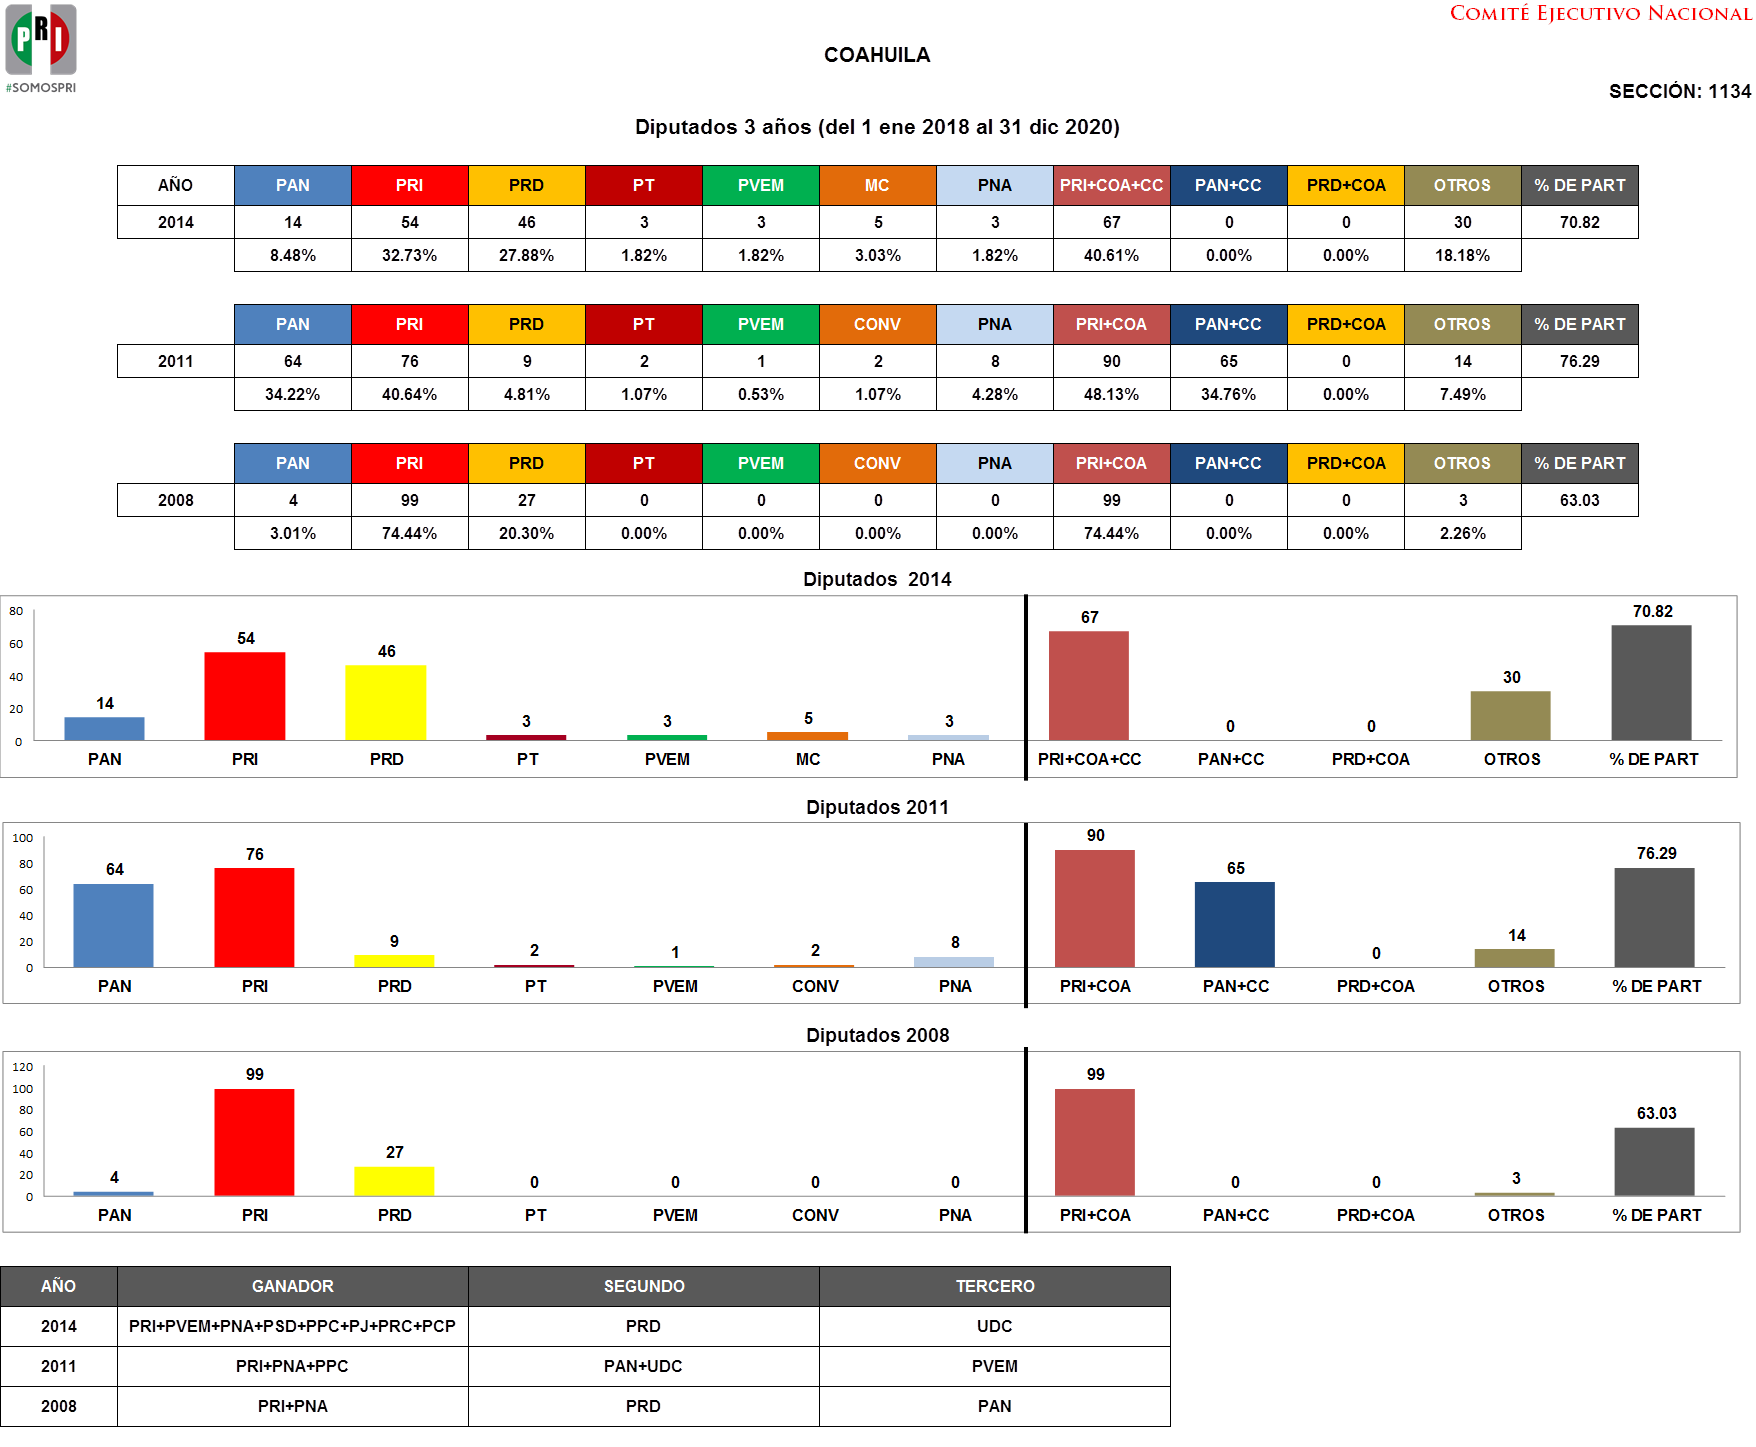 PRI
#SOMOSPRI
COMITÉ EJECUTIVO NACIONAL
COAHUILA
SECCIÓN: 1134
Diputados 3 años (del 1 ene 2018 al 31 dic 2020)
AÑO PAN PRI PRD PT PVEM MC PNA PRI+COA+CC PAN+CC PRD+COA OTROS % DE PART
2014 14 54 46 3 3 5 3 67 0 0 30 70.82
8.48% 32.73% 27.88% 1.82% 1.82% 3.03% 1.82% 40.61% 0.00% 0.00% 18.18%
PAN PRI PRD PT PVEM CONV PNA PRI+COA PAN+CC PRD+COA OTROS % DE PART
2011 64 76 9 2 1 2 8 90 65 0 14 76.29
34.22% 40.64% 4.81% 1.07% 0.53% 1.07% 4.28% 48.13% 34.76% 0.00% 7.49%
PAN PRI PRD PT PVEM CONV PNA PRI+COA PAN+CC PRD+COA OTROS % DE PART
2008 4 99 27 0 0 0 0 99 0 0 3 63.03
3.01% 74.44% 20.30% 0.00% 0.00% 0.00% 0.00% 74.44% 0.00% 0.00% 2.26%
Diputados 2014
80
60
40
20
0
14 54 46 3 3 5 3 67 0 0 30 70.82
PAN PRI PRD PT PVEM MC PNA PRI+COA+CC PAN+CC PRD+COA OTROS % DE PART
Diputados 2011
100
80
60
40
20
0
64 76 9 2 1 2 8 90 65 0 14 76.29
PAN PRI PRD PT PVEM CONV PNA PRI+COA PAN+CC PRD+COA OTROS % DE PART
Diputados 2008
120
100
80
60
40
20
0
4 99 27 0 0 0 0 99 0 0 3 63.03
PAN PRI PRD PT PVEM CONV PNA PRI+COA PAN+CC PRD+COA OTROS % DE PART
AÑO GANADOR SEGUNDO TERCERO
2014 PRI+PVEM+PNA+PSD+PPC+PJ+PRC+PCP PRD UDC
2011 PRI+PNA+PPC PAN+UDC PVEM
2008 PRI+PNA PRD PAN